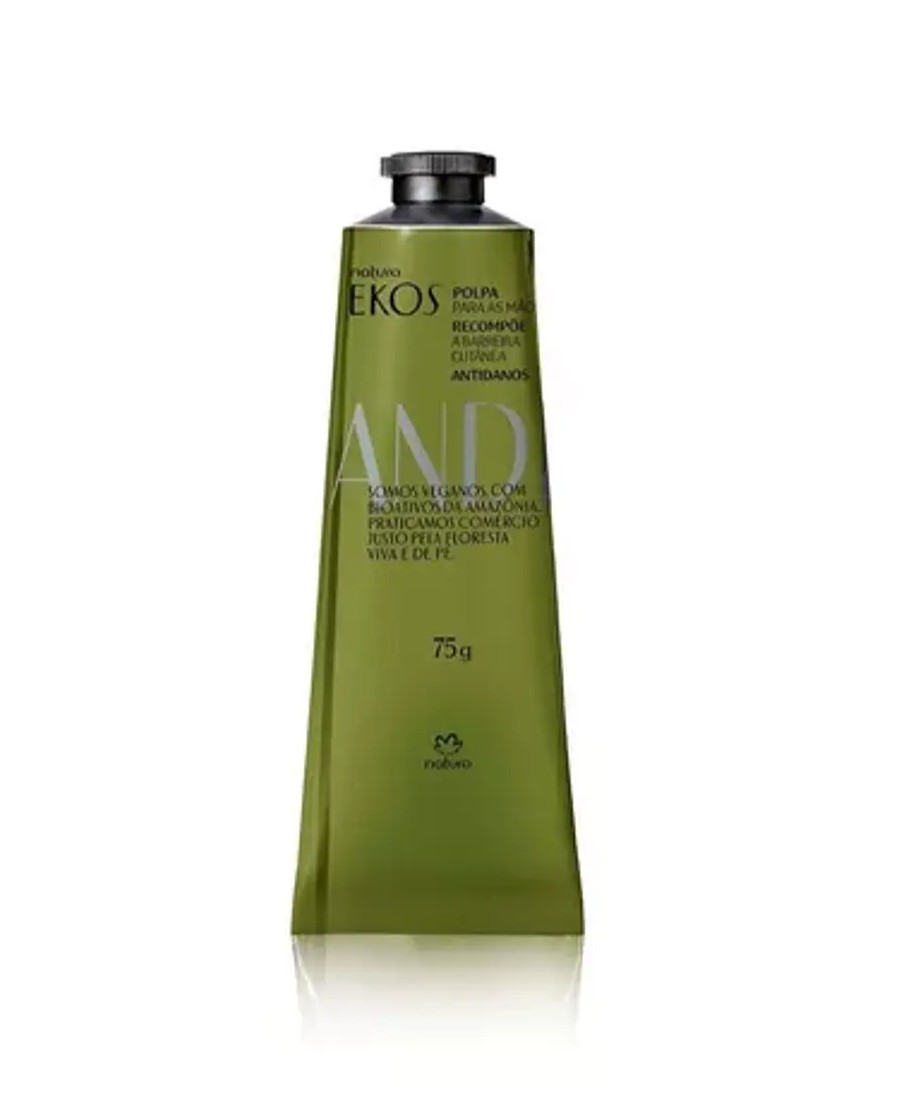 natura
EKOS
POLPA
PARA AS MÃO
RECOMPÕE
A BARREIRA
CUTÂNEA
ANTIDANOS
AND
SOMOS VEGANOS, COM
BIOATIVOS DA AMAZÔNIA.
PRATICAMOS COMÉRCIO
JUSTO PELA FLORESTA
VIVA E DE PÉ.
75g
natura